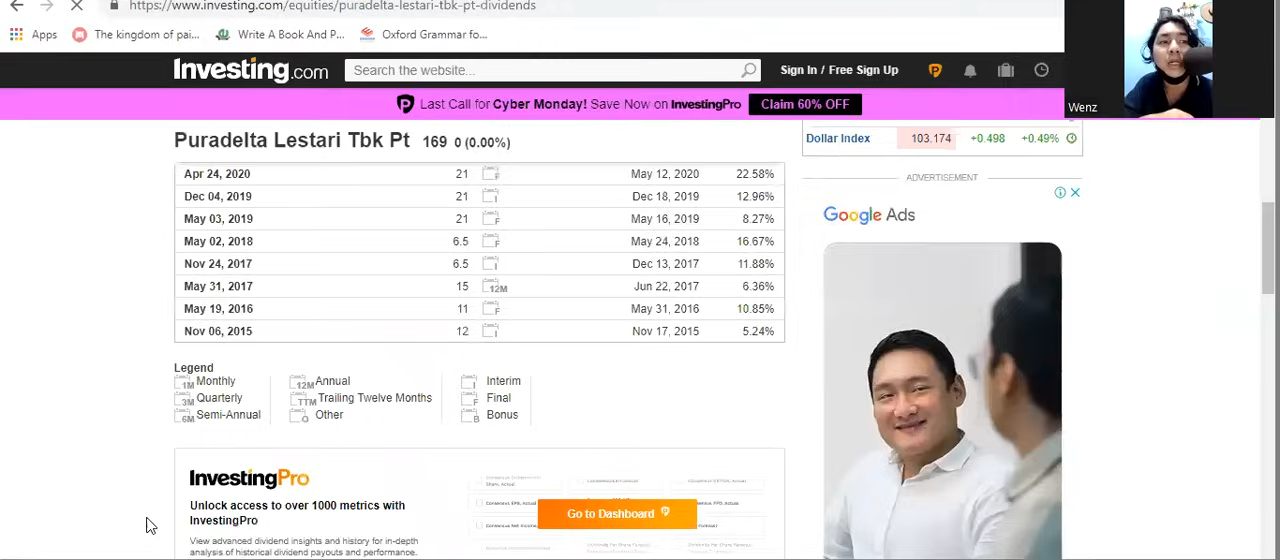 https://www.investing.com/equities/puradelta-lestari-tbk-pt-dividends
Apps The kingdom of pai... Write A Book And P... Oxford Grammar fo...
Investing.com Search the website... Sign In / Free Sign Up
Wenz
Last Call for Cyber Monday! Save Now on InvestingPro Claim 60% OFF
Puradelta Lestari Tbk Pt 169 0 (0.00%)
Dollar Index 103.174 +0.498 +0.49%
Apr 24, 2020 21 F May 12, 2020 22.58%
Dec 04, 2019 21 I Dec 18, 2019 12.96%
May 03, 2019 21 F May 16, 2019 8.27%
May 02, 2018 6.5 F May 24, 2018 16.67%
Nov 24, 2017 6.5 I Dec 13, 2017 11.88%
May 31, 2017 15 12M Jun 22, 2017 6.36%
May 19, 2016 11 F May 31, 2016 10.85%
Nov 06, 2015 12 I Nov 17, 2015 5.24%
ADVERTISEMENT
Google Ads
Legend
1M Monthly 12M Annual I Interim
3M Quarterly TTM Trailing Twelve Months F Final
6M Semi-Annual O Other B Bonus
InvestingPro
Unlock access to over 1000 metrics with
InvestingPro
View advanced dividend insights and history for in-depth
analysis of historical dividend payouts and performance.
Go to Dashboard